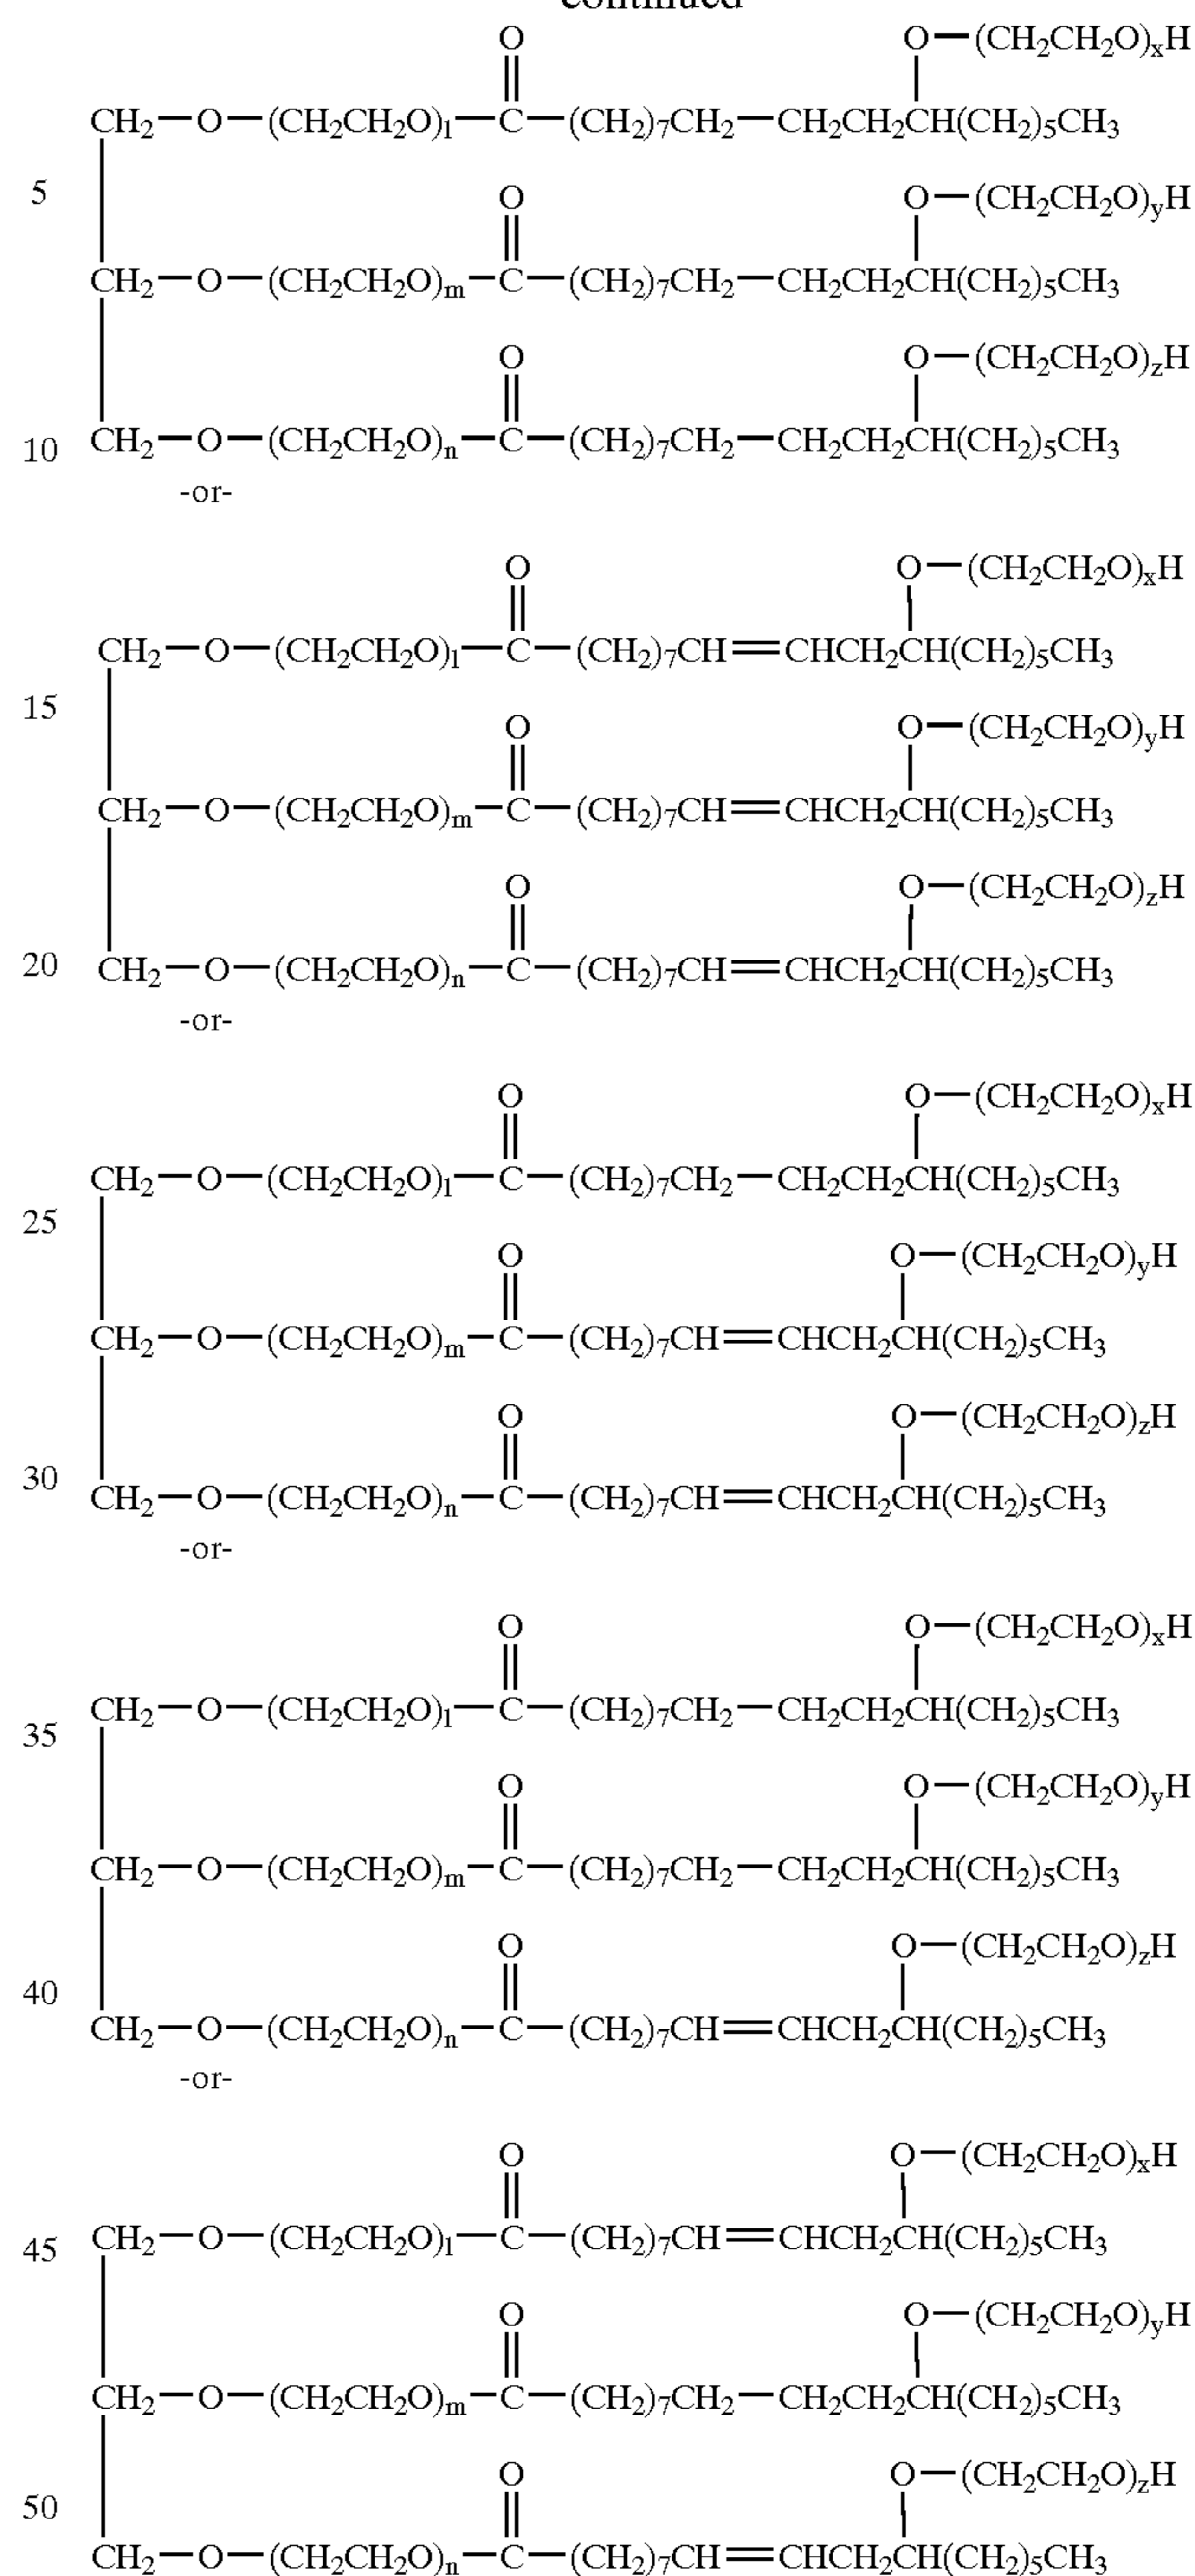 -continued
O O—(CH2CH2O)xH
CH2—O—(CH2CH2O)l—C—(CH2)7CH2—CH2CH2CH(CH2)5CH3
5 O O—(CH2CH2O)yH
CH2—O—(CH2CH2O)m—C—(CH2)7CH2—CH2CH2CH(CH2)5CH3
O O—(CH2CH2O)zH
10 CH2—O—(CH2CH2O)n—C—(CH2)7CH2—CH2CH2CH(CH2)5CH3
-or-
O O—(CH2CH2O)xH
CH2—O—(CH2CH2O)l—C—(CH2)7CH=CHCH2CH(CH2)5CH3
15 O O—(CH2CH2O)yH
CH2—O—(CH2CH2O)m—C—(CH2)7CH=CHCH2CH(CH2)5CH3
O O—(CH2CH2O)zH
20 CH2—O—(CH2CH2O)n—C—(CH2)7CH=CHCH2CH(CH2)5CH3
-or-
O O—(CH2CH2O)xH
CH2—O—(CH2CH2O)l—C—(CH2)7CH2—CH2CH2CH(CH2)5CH3
25 O O—(CH2CH2O)yH
CH2—O—(CH2CH2O)m—C—(CH2)7CH=CHCH2CH(CH2)5CH3
O O—(CH2CH2O)zH
30 CH2—O—(CH2CH2O)n—C—(CH2)7CH=CHCH2CH(CH2)5CH3
-or-
O O—(CH2CH2O)xH
CH2—O—(CH2CH2O)l—C—(CH2)7CH2—CH2CH2CH(CH2)5CH3
35 O O—(CH2CH2O)yH
CH2—O—(CH2CH2O)m—C—(CH2)7CH2—CH2CH2CH(CH2)5CH3
O O—(CH2CH2O)zH
40 CH2—O—(CH2CH2O)n—C—(CH2)7CH=CHCH2CH(CH2)5CH3
-or-
O O—(CH2CH2O)xH
45 CH2—O—(CH2CH2O)l—C—(CH2)7CH=CHCH2CH(CH2)5CH3
O O—(CH2CH2O)yH
CH2—O—(CH2CH2O)m—C—(CH2)7CH2—CH2CH2CH(CH2)5CH3
O O—(CH2CH2O)zH
50 CH2—O—(CH2CH2O)n—C—(CH2)7CH=CHCH2CH(CH2)5CH3